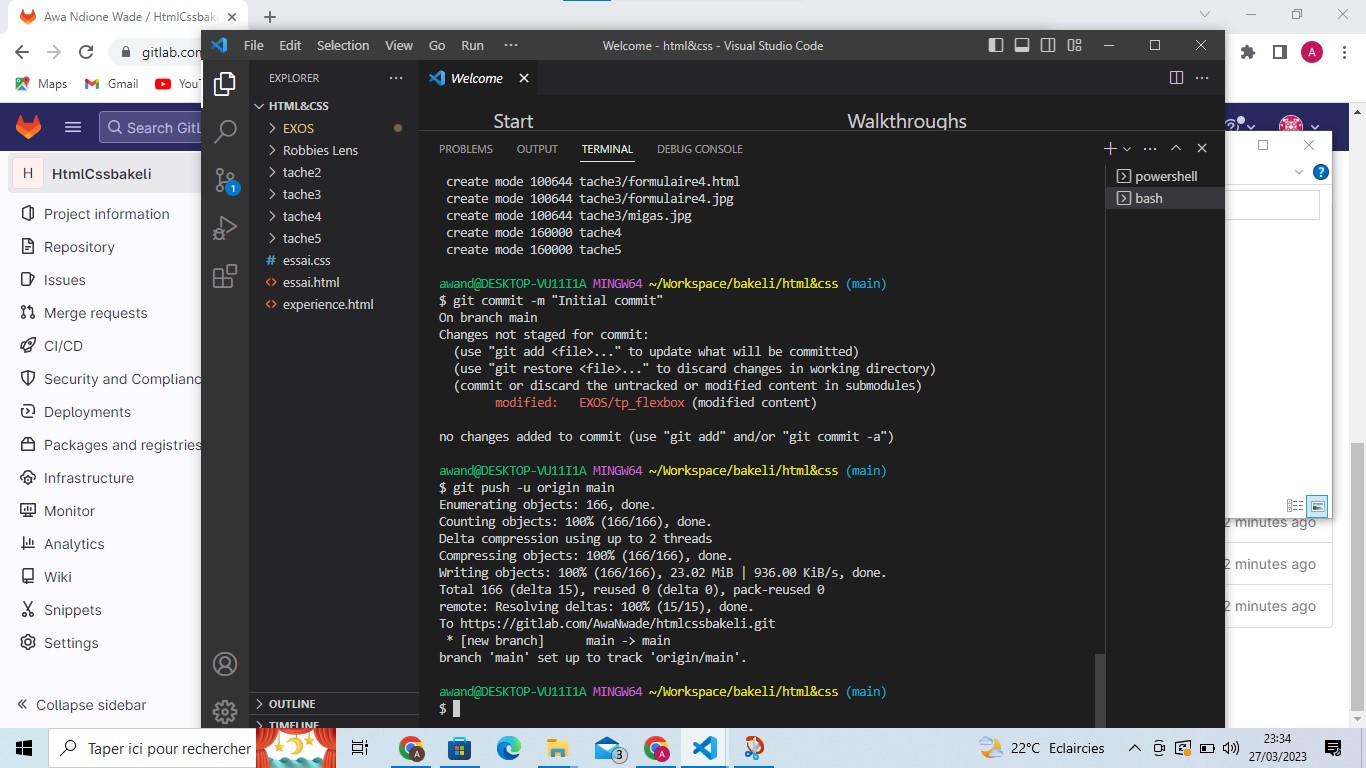 Awa Ndione Wade / HtmlCssbake
gitlab.com
Maps Gmail YouT
Search GitL
H HtmlCssbakeli
Project information
Repository
Issues
Merge requests
CI/CD
Security and Complianc
Deployments
Packages and registries
Infrastructure
Monitor
Analytics
Wiki
Snippets
Settings
Collapse sidebar
File Edit Selection View Go Run ··· Welcome - html&css - Visual Studio Code
EXPLORER ···
HTML&CSS
EXOS
Robbies Lens
tache2
tache3
tache4
tache5
# essai.css
<> essai.html
<> experience.html
OUTLINE
TIMELINE
1
Welcome
Start Walkthroughs
PROBLEMS OUTPUT TERMINAL DEBUG CONSOLE
powershell
bash
create mode 100644 tache3/formulaire4.html
create mode 100644 tache3/formulaire4.jpg
create mode 100644 tache3/migas.jpg
create mode 160000 tache4
create mode 160000 tache5
awand@DESKTOP-VU11I1A MINGW64 ~/Workspace/bakeli/html&css (main)
$ git commit -m "Initial commit"
On branch main
Changes not staged for commit:
(use "git add <file>..." to update what will be committed)
(use "git restore <file>..." to discard changes in working directory)
(commit or discard the untracked or modified content in submodules)
modified: EXOS/tp_flexbox (modified content)
no changes added to commit (use "git add" and/or "git commit -a")
awand@DESKTOP-VU11I1A MINGW64 ~/Workspace/bakeli/html&css (main)
$ git push -u origin main
Enumerating objects: 166, done.
Counting objects: 100% (166/166), done.
Delta compression using up to 2 threads
Compressing objects: 100% (166/166), done.
Writing objects: 100% (166/166), 23.02 MiB | 936.00 KiB/s, done.
Total 166 (delta 15), reused 0 (delta 0), pack-reused 0
remote: Resolving deltas: 100% (15/15), done.
To https://gitlab.com/AwaNwade/htmlcssbakeli.git
* [new branch] main -> main
branch 'main' set up to track 'origin/main'.
awand@DESKTOP-VU11I1A MINGW64 ~/Workspace/bakeli/html&css (main)
$
A
?
2 minutes ago
2 minutes ago
2 minutes ago
Taper ici pour rechercher
A
3
A
22°C Eclaircies
23:34
27/03/2023